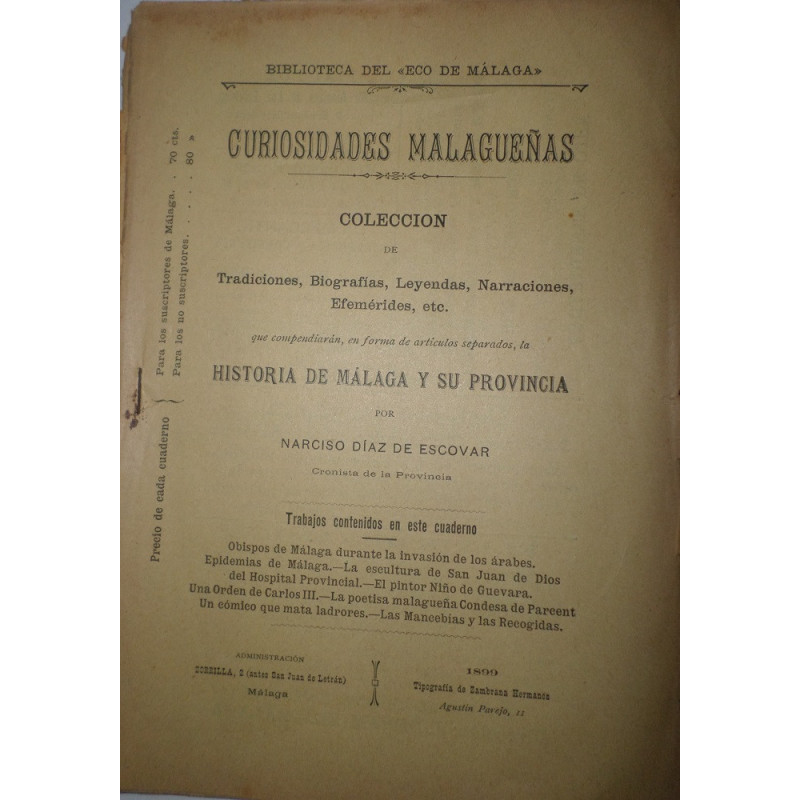 BIBLIOTECA DEL «ECO DE MÁLAGA»
CURIOSIDADES MALAGUEÑAS
COLECCION
DE
Tradiciones, Biografías, Leyendas, Narraciones,
Efemérides, etc.
que compendiarán, en forma de artículos separados, la
HISTORIA DE MÁLAGA Y SU PROVINCIA
POR
NARCISO DÍAZ DE ESCOVAR
Cronista de la Provincia
Trabajos contenidos en este cuaderno
Obispos de Málaga durante la invasión de los árabes.
Epidemias de Málaga.—La escultura de San Juan de Dios
del Hospital Provincial.—El pintor Niño de Guevara.
Una Orden de Carlos III.—La poetisa malagueña Condesa de Parcent
Un cómico que mata ladrores.—Las Mancebias y las Recogidas.
ADMINISTRACIÓN
ZORRILLA, 2 (antes San Juan de Letrán)
Málaga
1899
Tipografía de Zambrana Hermanos
Agustín Parejo, 11
Precio de cada cuaderno
Para los suscriptores de Málaga. . 70 cts.
Para los no suscriptores. . . . . 80 »